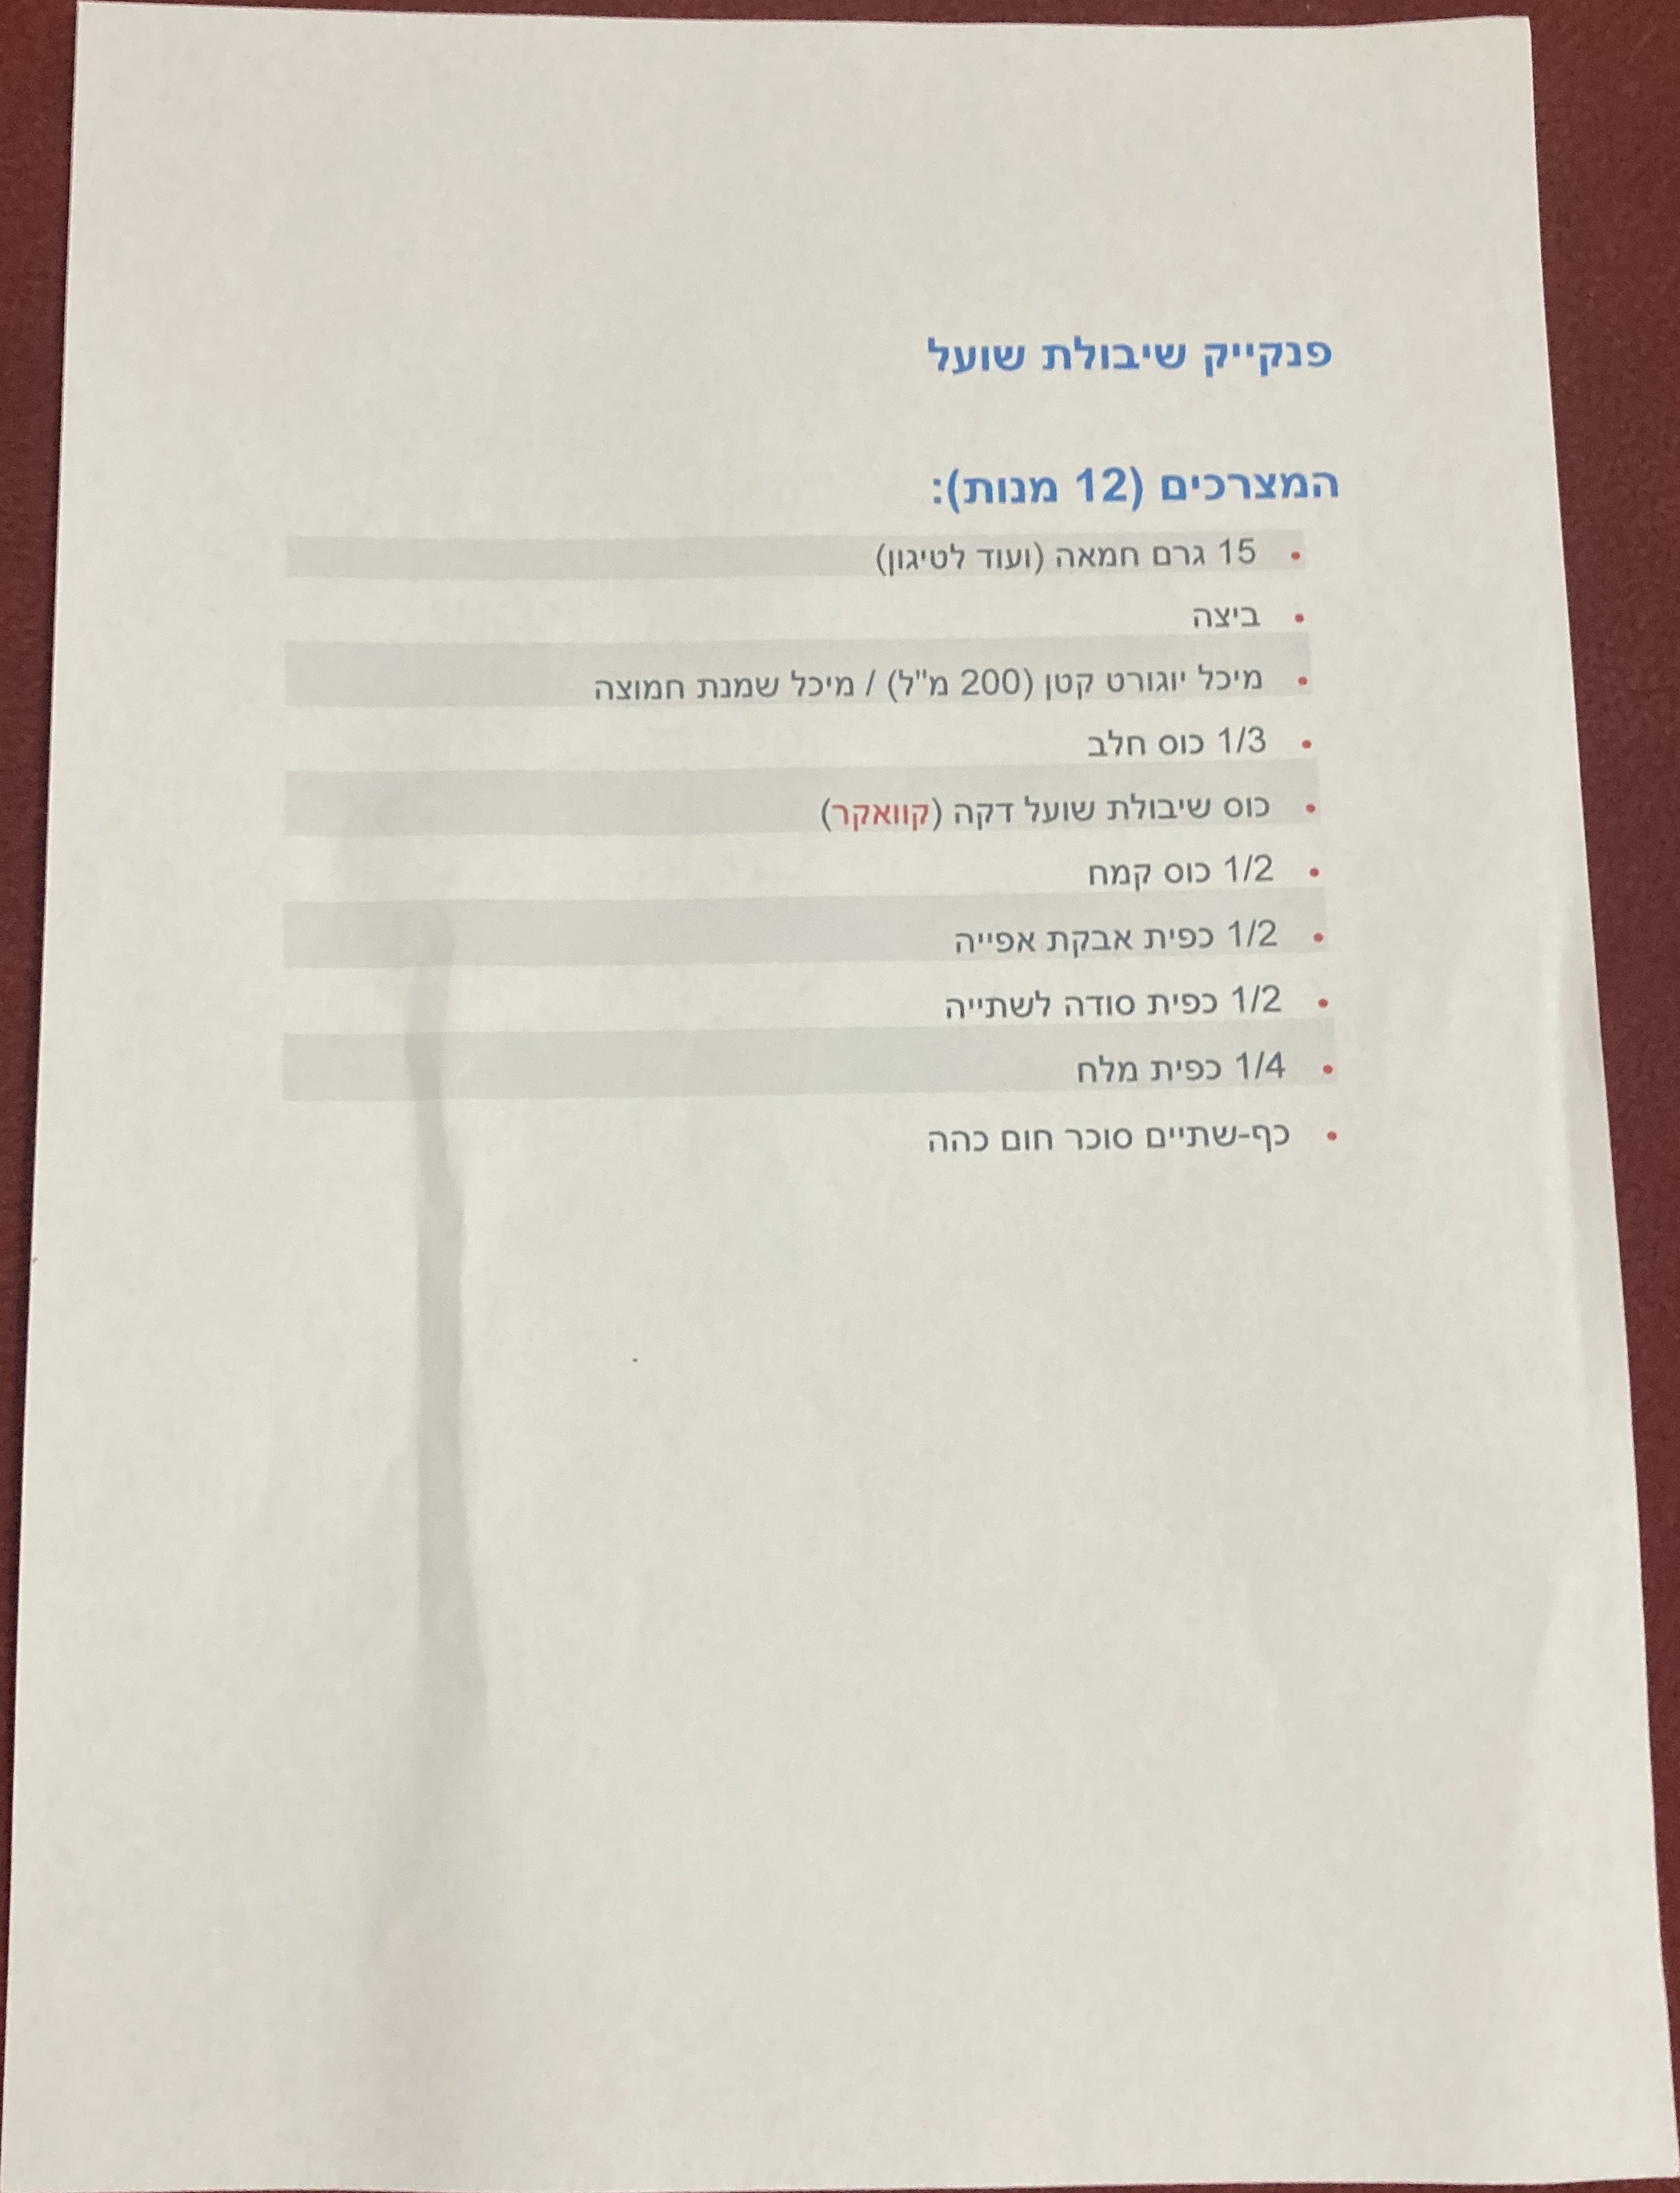 פנקייק שיבולת שועל
המצרכים (12 מנות):
• 15 גרם חמאה (ועוד לטיגון)
• ביצה
• מיכל יוגורט קטן (200 מ"ל) / מיכל שמנת חמוצה
• 1/3 כוס חלב
• כוס שיבולת שועל דקה (קוואקר)
• 1/2 כוס קמח
• 1/2 כפית אבקת אפייה
• 1/2 כפית סודה לשתייה
• 1/4 כפית מלח
• כף-שתיים סוכר חום כהה